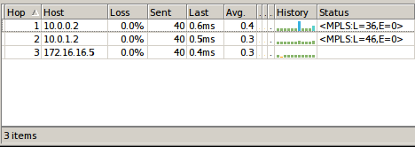 Hop Host Loss Sent Last Avg. History Status
1 10.0.0.2 0.0% 40 0.6ms 0.4 <MPLS:L=36,E=0>
2 10.0.1.2 0.0% 40 0.5ms 0.3 <MPLS:L=46,E=0>
3 172.16.16.5 0.0% 40 0.4ms 0.3
3 items